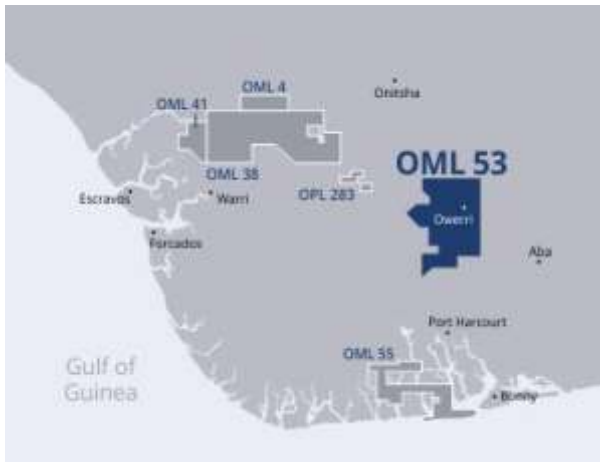 OML 4
Onitsha
OML 41
OML 53
OML 38
OPL 283
Escravos
Warri
Owerri
Forcados
Aba
Port Harcourt
OML 55
Gulf of
Guinea
Bonny